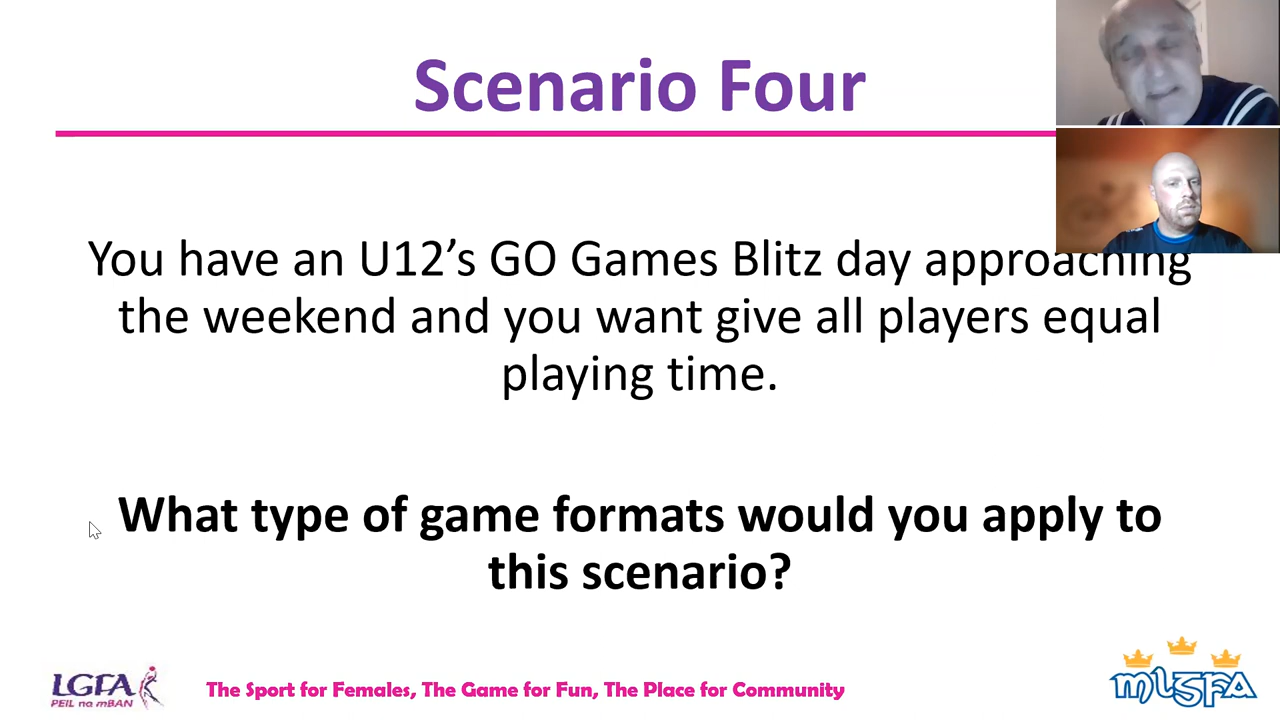 Scenario Four
You have an U12's GO Games Blitz day approaching
the weekend and you want give all players equal
playing time.
What type of game formats would you apply to
this scenario?
LGFA
PEIL na mBAN
The Sport for Females, The Game for Fun, The Place for Community
MLGFA